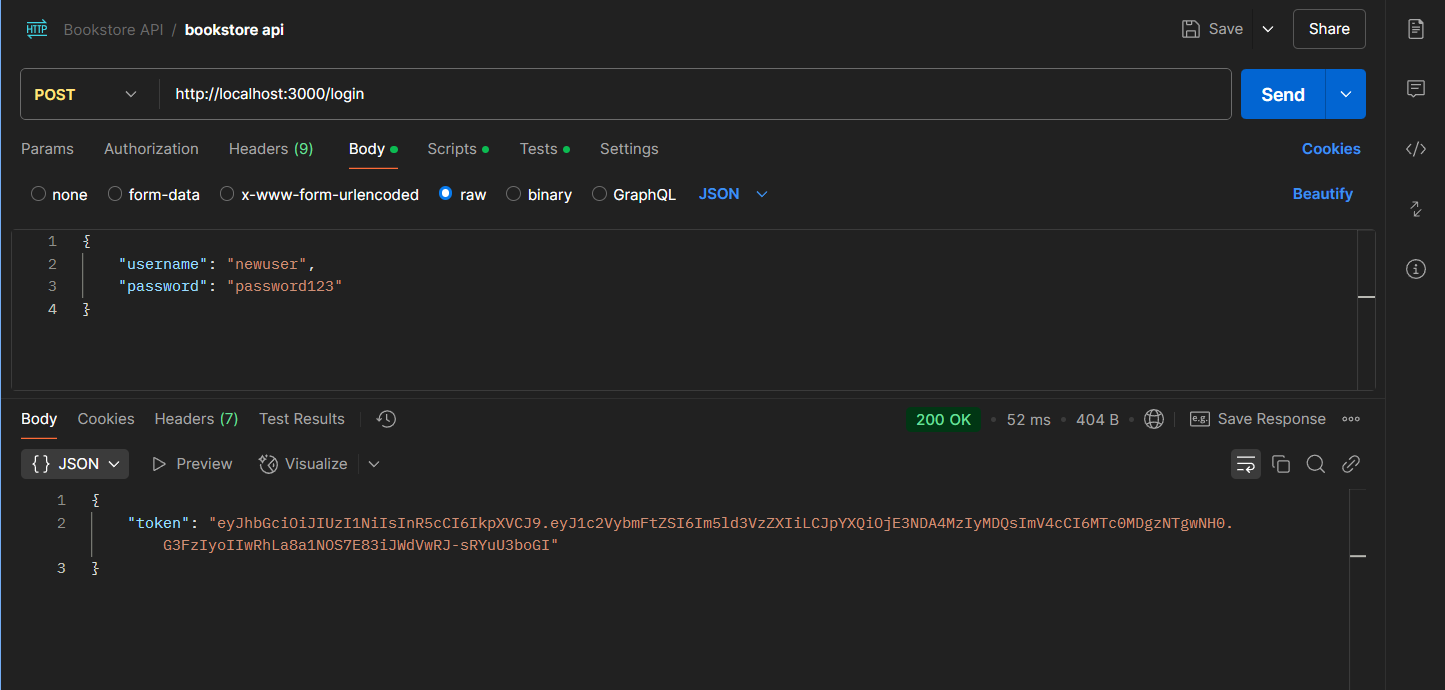 HTTP Bookstore API / bookstore api Save Share
POST http://localhost:3000/login Send
Params Authorization Headers (9) Body Scripts Tests Settings Cookies
none form-data x-www-form-urlencoded raw binary GraphQL JSON Beautify
1 {
2 "username": "newuser",
3 "password": "password123"
4 }
Body Cookies Headers (7) Test Results 200 OK • 52 ms • 404 B • e.g. Save Response
{} JSON Preview Visualize
1 {
2 "token": "eyJhbGciOiJIUzI1NiIsInR5cCI6IkpXVCJ9.eyJ1c2VybmFtZSI6Im5ld3VzZXIiLCJpYXQiOjE3NDA4MzIyMDQsImV4cCI6MTc0MDgzNTgwNH0.
G3FzIyoIIwRhLa8a1NOS7E83iJWdVwRJ-sRYuU3boGI"
3 }